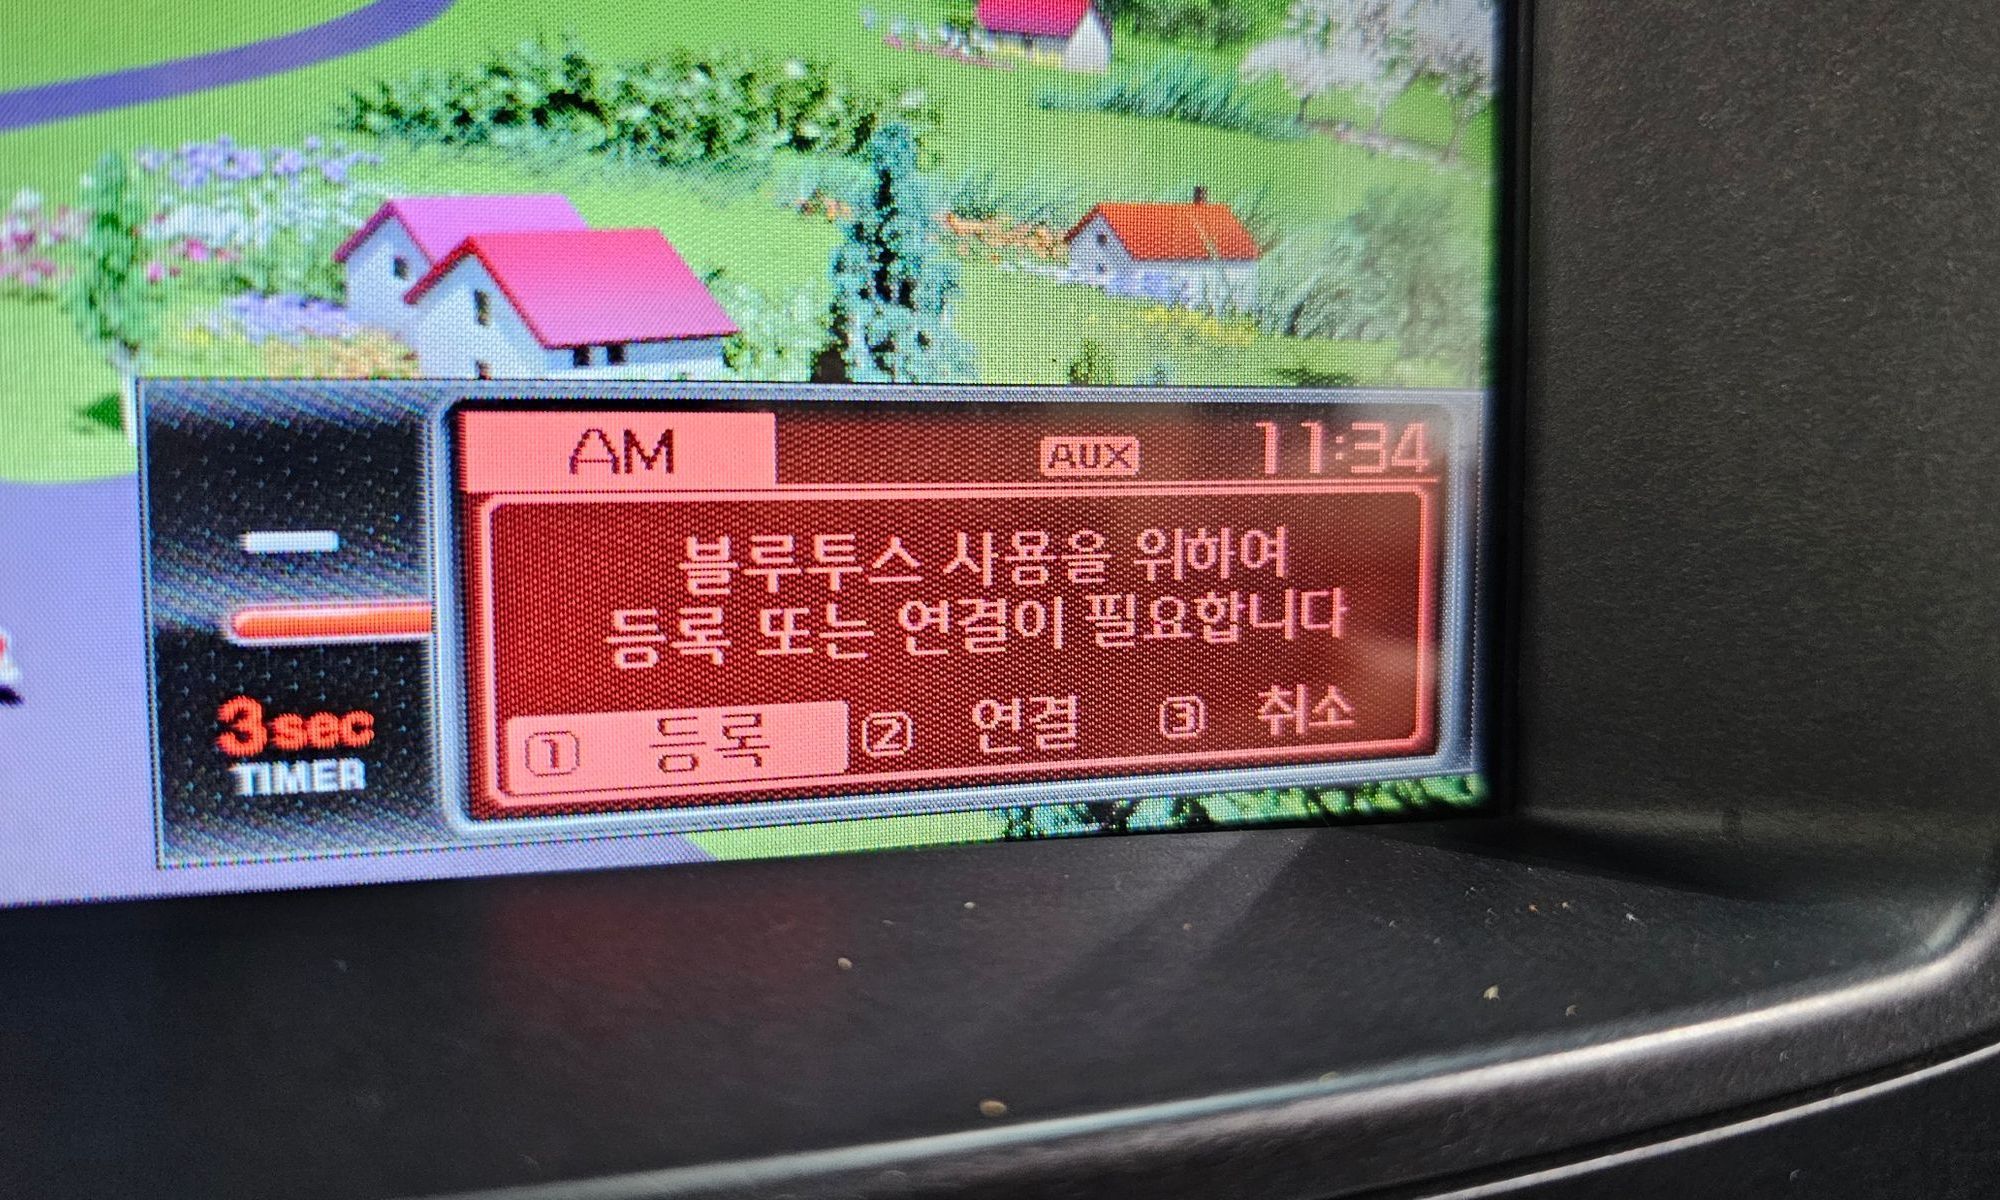 AM AUX 11:34
블루투스 사용을 위하여
등록 또는 연결이 필요합니다
① 등록 ② 연결 ③ 취소
3sec
TIMER